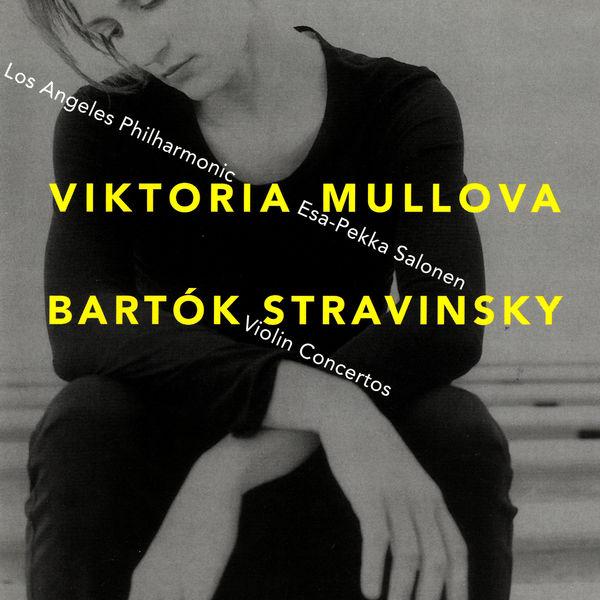 Los Angeles Philharmonic
VIKTORIA MULLOVA
Esa-Pekka Salonen
BARTÓK STRAVINSKY
Violin Concertos